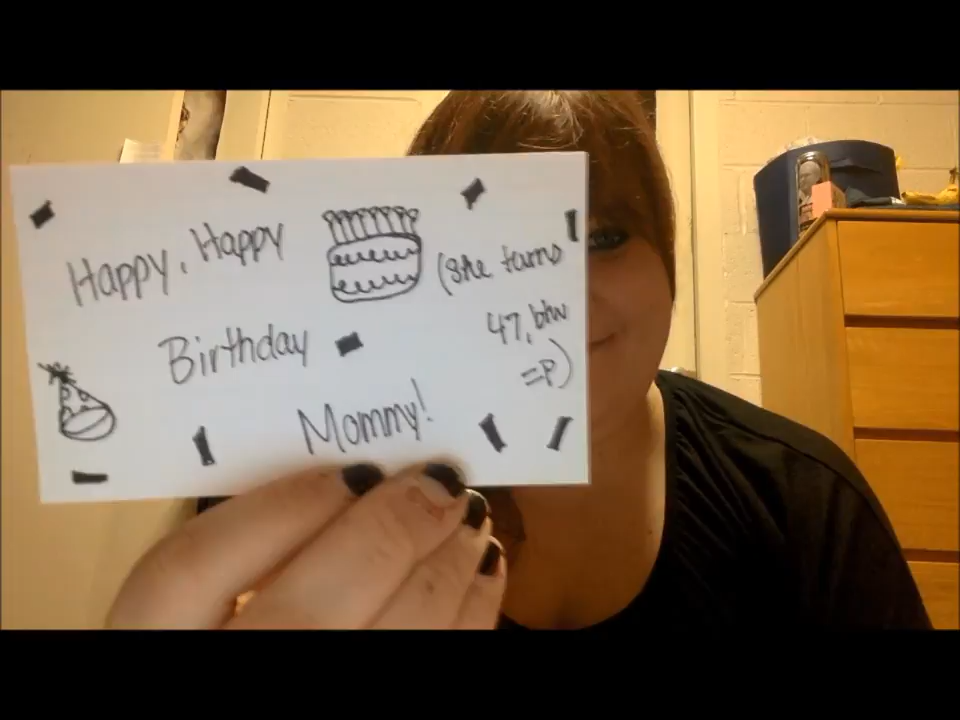 Happy, Happy
Birthday
Mommy!
(she turns
47, btw
=P)